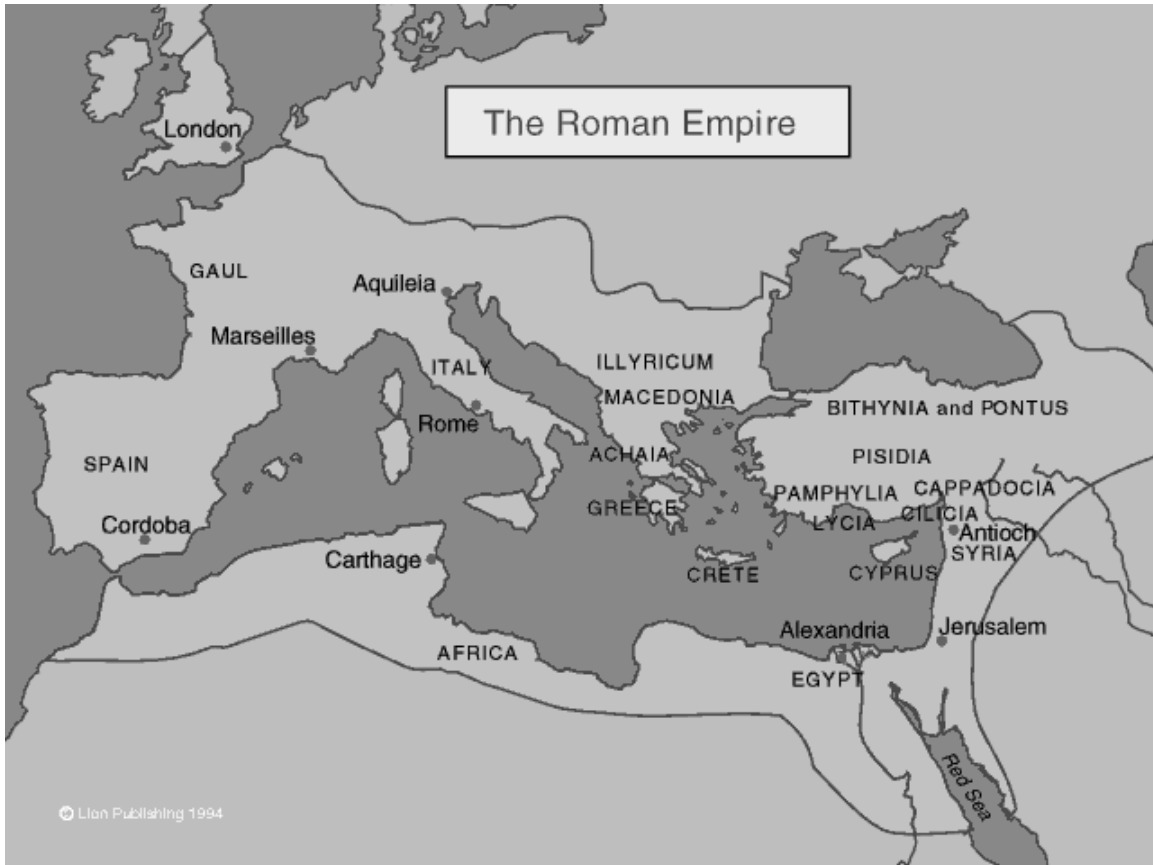 The Roman Empire
London
GAUL
Aquileia
Marseilles
ITALY
ILLYRICUM
MACEDONIA
Rome
BITHYNIA and PONTUS
ACHAIA
PISIDIA
SPAIN
PAMPHYLIA
CAPPADOCIA
GREECE
LYCIA
CILICIA
Cordoba
Antioch
Carthage
SYRIA
CRETE
CYPRUS
Alexandria
Jerusalem
AFRICA
EGYPT
Red Sea
© Lion Publishing 1994